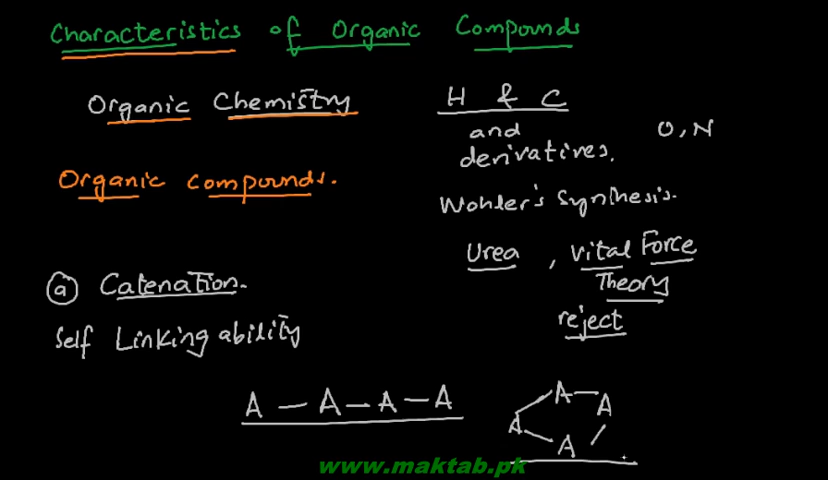 Characteristics of Organic Compounds
Organic Chemistry
H & C
and
derivatives.
O, N
Organic compounds.
Wohler's Synthesis.
Urea, Vital Force
Theory
reject
(a) Catenation.
Self Linking ability
A — A — A — A
A — A
A
A
www.maktab.pk